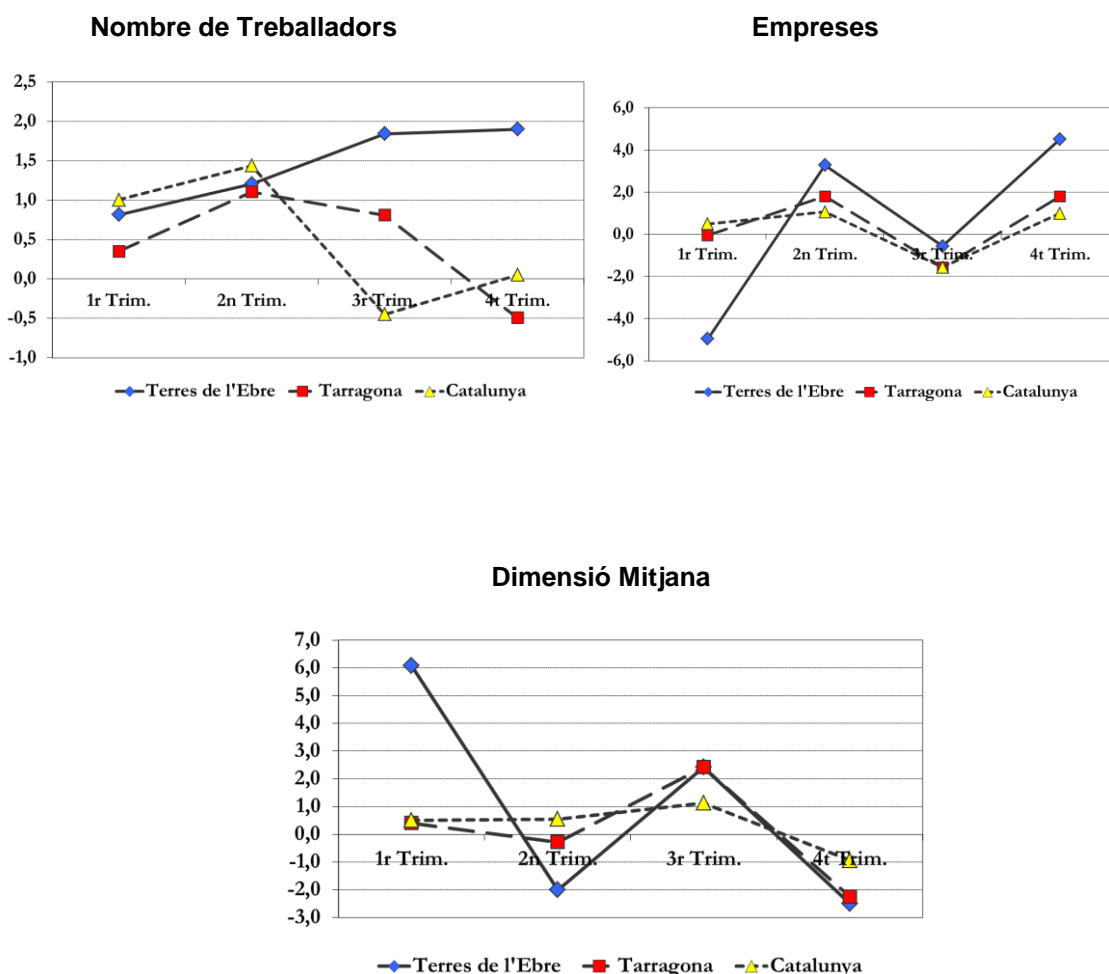 Nombre de Treballadors
2,5
2,0
1,5
1,0
0,5
0,0
-0,5
-1,0
1r Trim. 2n Trim. 3r Trim. 4t Trim.
Terres de l'Ebre Tarragona Catalunya
Empreses
6,0
4,0
2,0
0,0
-2,0
-4,0
-6,0
1r Trim. 2n Trim. 3r Trim. 4t Trim.
Terres de l'Ebre Tarragona Catalunya
Dimensió Mitjana
7,0
6,0
5,0
4,0
3,0
2,0
1,0
0,0
-1,0
-2,0
-3,0
1r Trim. 2n Trim. 3r Trim. 4t Trim.
Terres de l'Ebre Tarragona Catalunya